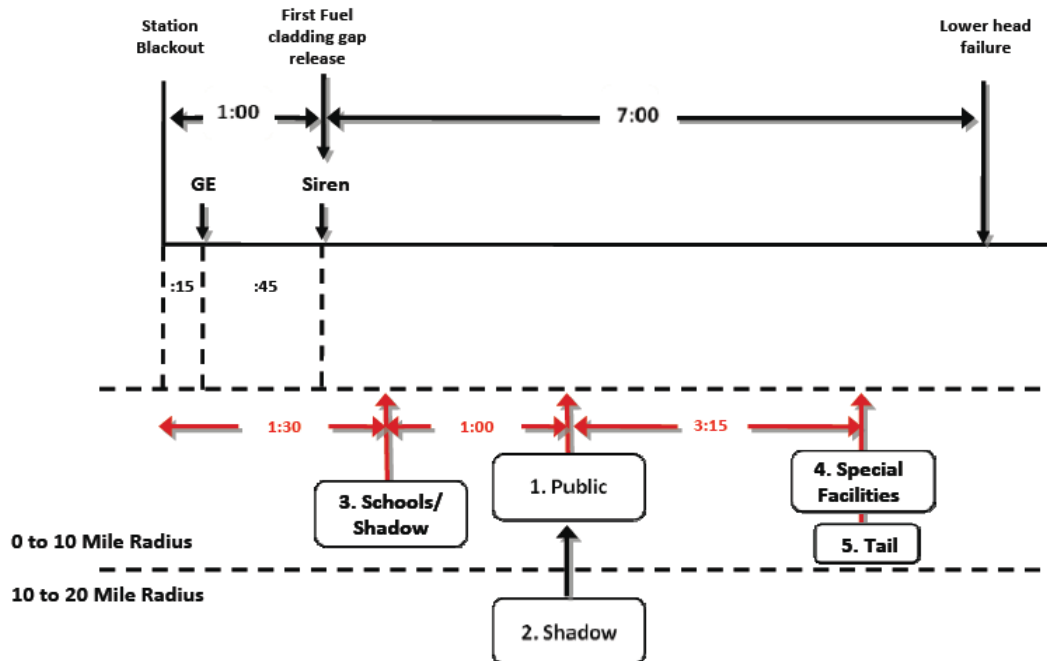 Station
Blackout
First Fuel
cladding gap
release
Lower head
failure
1:00
7:00
GE
Siren
:15
:45
1:30
1:00
3:15
3. Schools/
Shadow
1. Public
4. Special
Facilities
5. Tail
0 to 10 Mile Radius
10 to 20 Mile Radius
2. Shadow